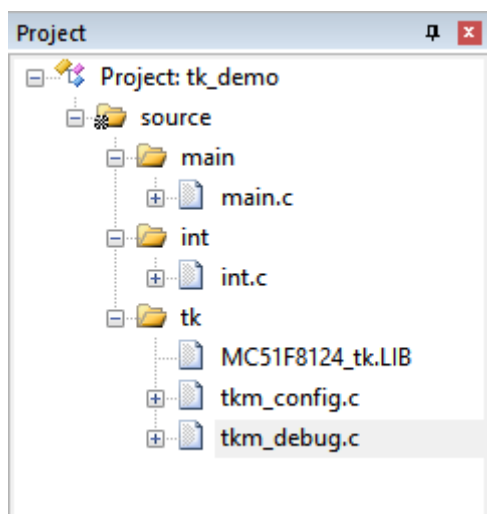 Project
Project: tk_demo
source
main
main.c
int
int.c
tk
MC51F8124_tk.LIB
tkm_config.c
tkm_debug.c